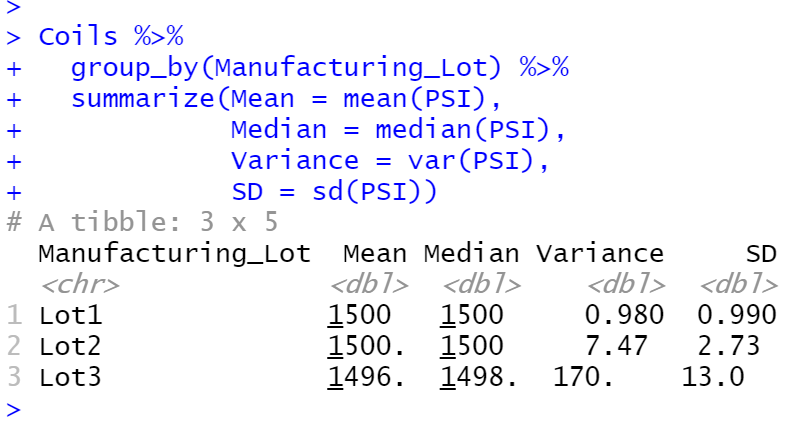 >
> Coils %>%
+   group_by(Manufacturing_Lot) %>%
+   summarize(Mean = mean(PSI),
+             Median = median(PSI),
+             Variance = var(PSI),
+             SD = sd(PSI))
# A tibble: 3 x 5
  Manufacturing_Lot  Mean Median Variance     SD
  <chr>             <dbl>  <dbl>    <dbl>  <dbl>
1 Lot1              1500   1500     0.980  0.990
2 Lot2              1500.  1500     7.47   2.73
3 Lot3              1496.  1498.  170.    13.0
>